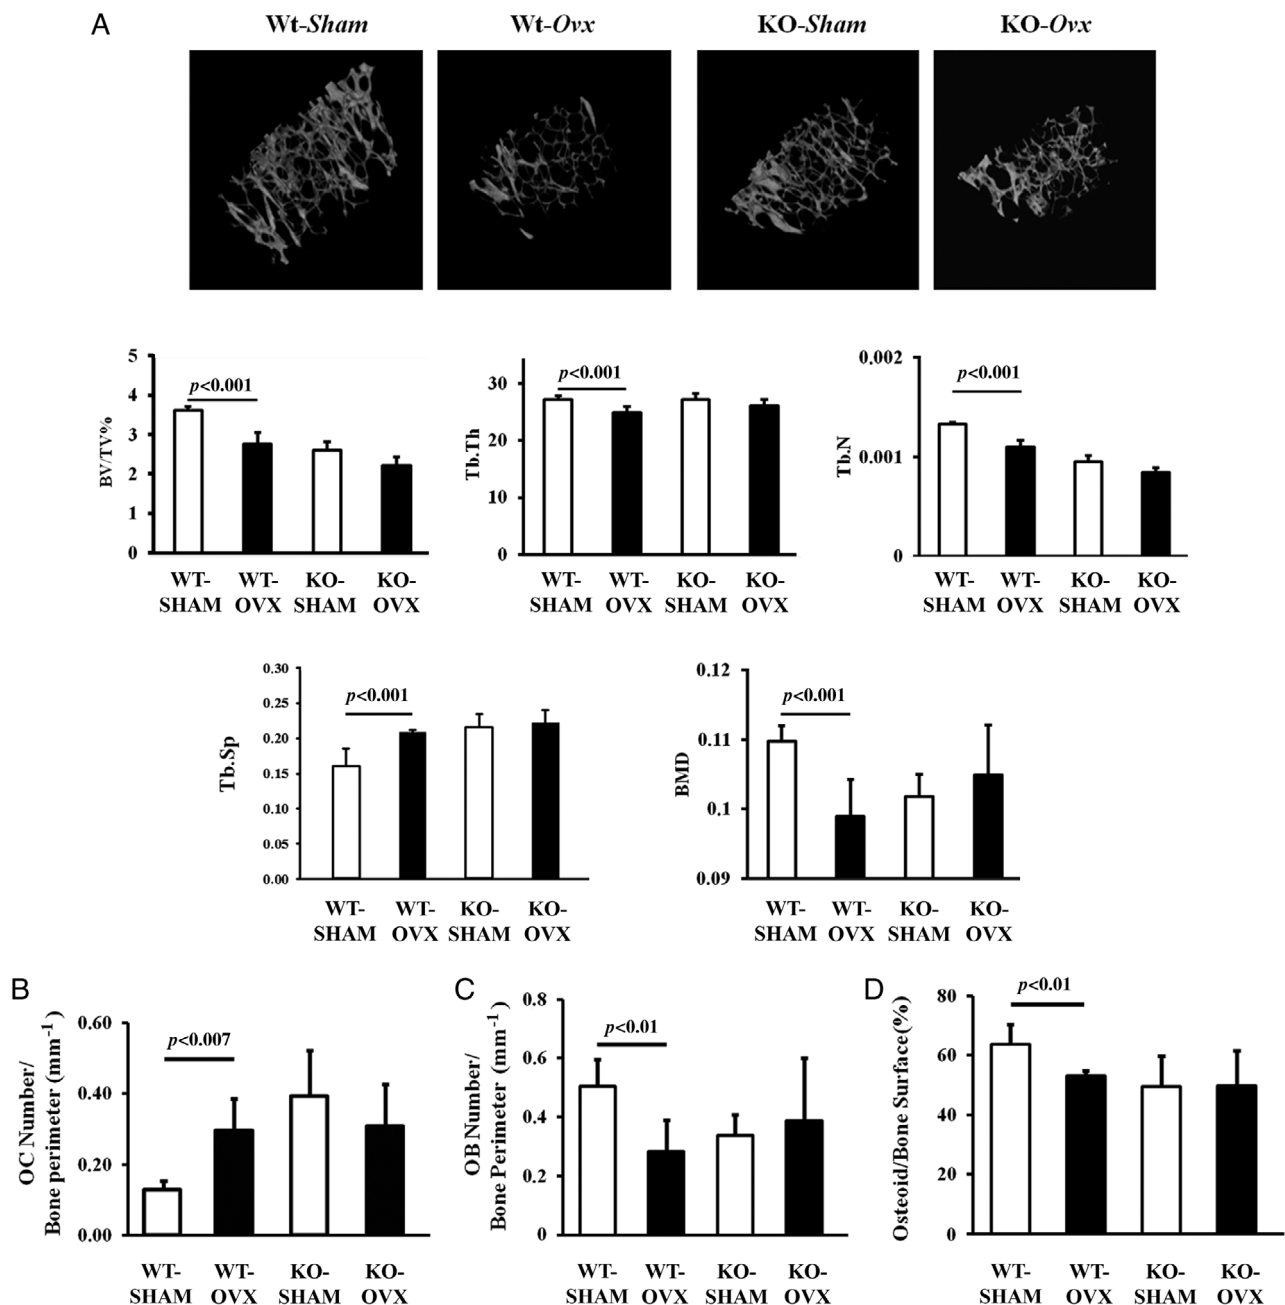 A
Wt-Sham Wt-Ovx KO-Sham KO-Ovx
BV/TV%
5
4
3
2
1
0
p<0.001
WT- WT- KO- KO-
SHAM OVX SHAM OVX
Tb.Th
30
20
10
0
p<0.001
WT- WT- KO- KO-
SHAM OVX SHAM OVX
Tb.N
0.002
0.001
0
p<0.001
WT- WT- KO- KO-
SHAM OVX SHAM OVX
Tb.Sp
0.30
0.25
0.20
0.15
0.10
0.05
0.00
p<0.001
WT- WT- KO- KO-
SHAM OVX SHAM OVX
BMD
0.12
0.11
0.1
0.09
p<0.001
WT- WT- KO- KO-
SHAM OVX SHAM OVX
B
OC Number/
Bone perimeter (mm⁻¹)
0.60
0.40
0.20
0.00
p<0.007
WT- WT- KO- KO-
SHAM OVX SHAM OVX
C
OB Number/
Bone Perimeter (mm⁻¹)
0.8
0.6
0.4
0.2
0
p<0.01
WT- WT- KO- KO-
SHAM OVX SHAM OVX
D
Osteoid/Bone Surface(%)
80
60
40
20
0
p<0.01
WT- WT- KO- KO-
SHAM OVX SHAM OVX